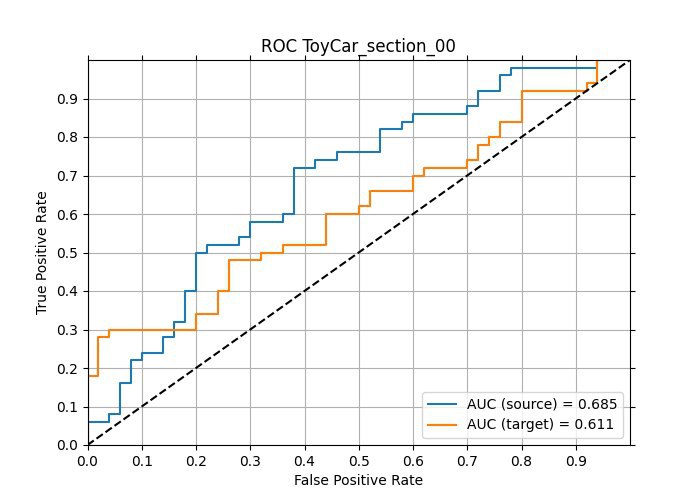 ROC ToyCar_section_00
True Positive Rate
0.9
0.8
0.7
0.6
0.5
0.4
0.3
0.2
0.1
0.0
AUC (source) = 0.685
AUC (target) = 0.611
0.0 0.1 0.2 0.3 0.4 0.5 0.6 0.7 0.8 0.9
False Positive Rate